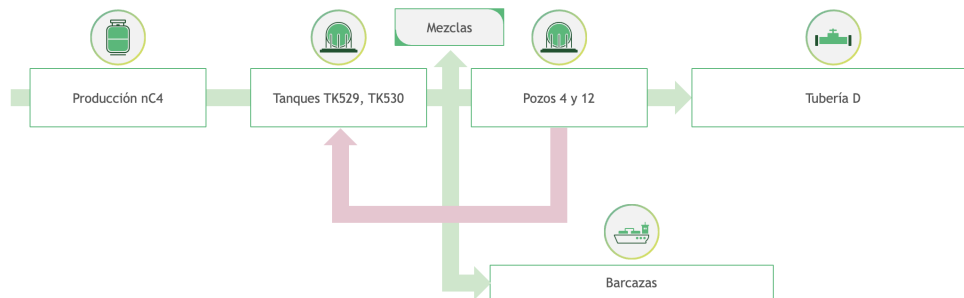 Mezclas
Producción nC4
Tanques TK529, TK530
Pozos 4 y 12
Tubería D
Barcazas